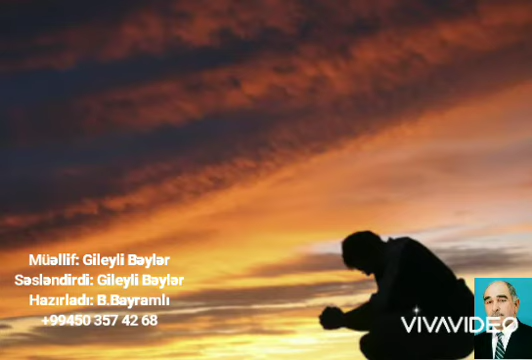 Müəllif: Gileyli Bəylər
Səsləndirdi: Gileyli Bəylər
Hazırladı: B.Bayramlı
+99450 357 42 68
VIVAVIDEO